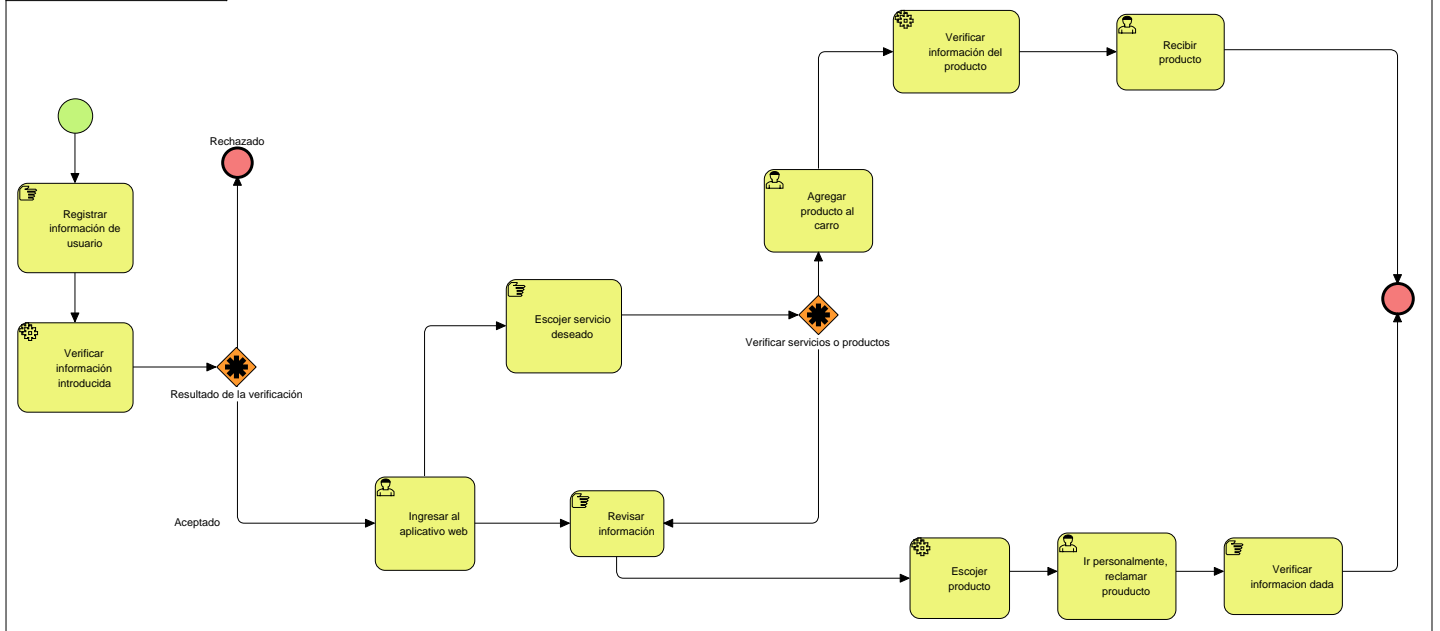 Registrar
información de
usuario
Verificar
información
introducida
Rechazado
Resultado de la verificación
Aceptado
Ingresar al
aplicativo web
Escojer servicio
deseado
Verificar servicios o productos
Agregar
producto al
carro
Verificar
información del
producto
Recibir
producto
Revisar
información
Escojer
producto
Ir personalmente,
reclamar
prouducto
Verificar
informacion dada